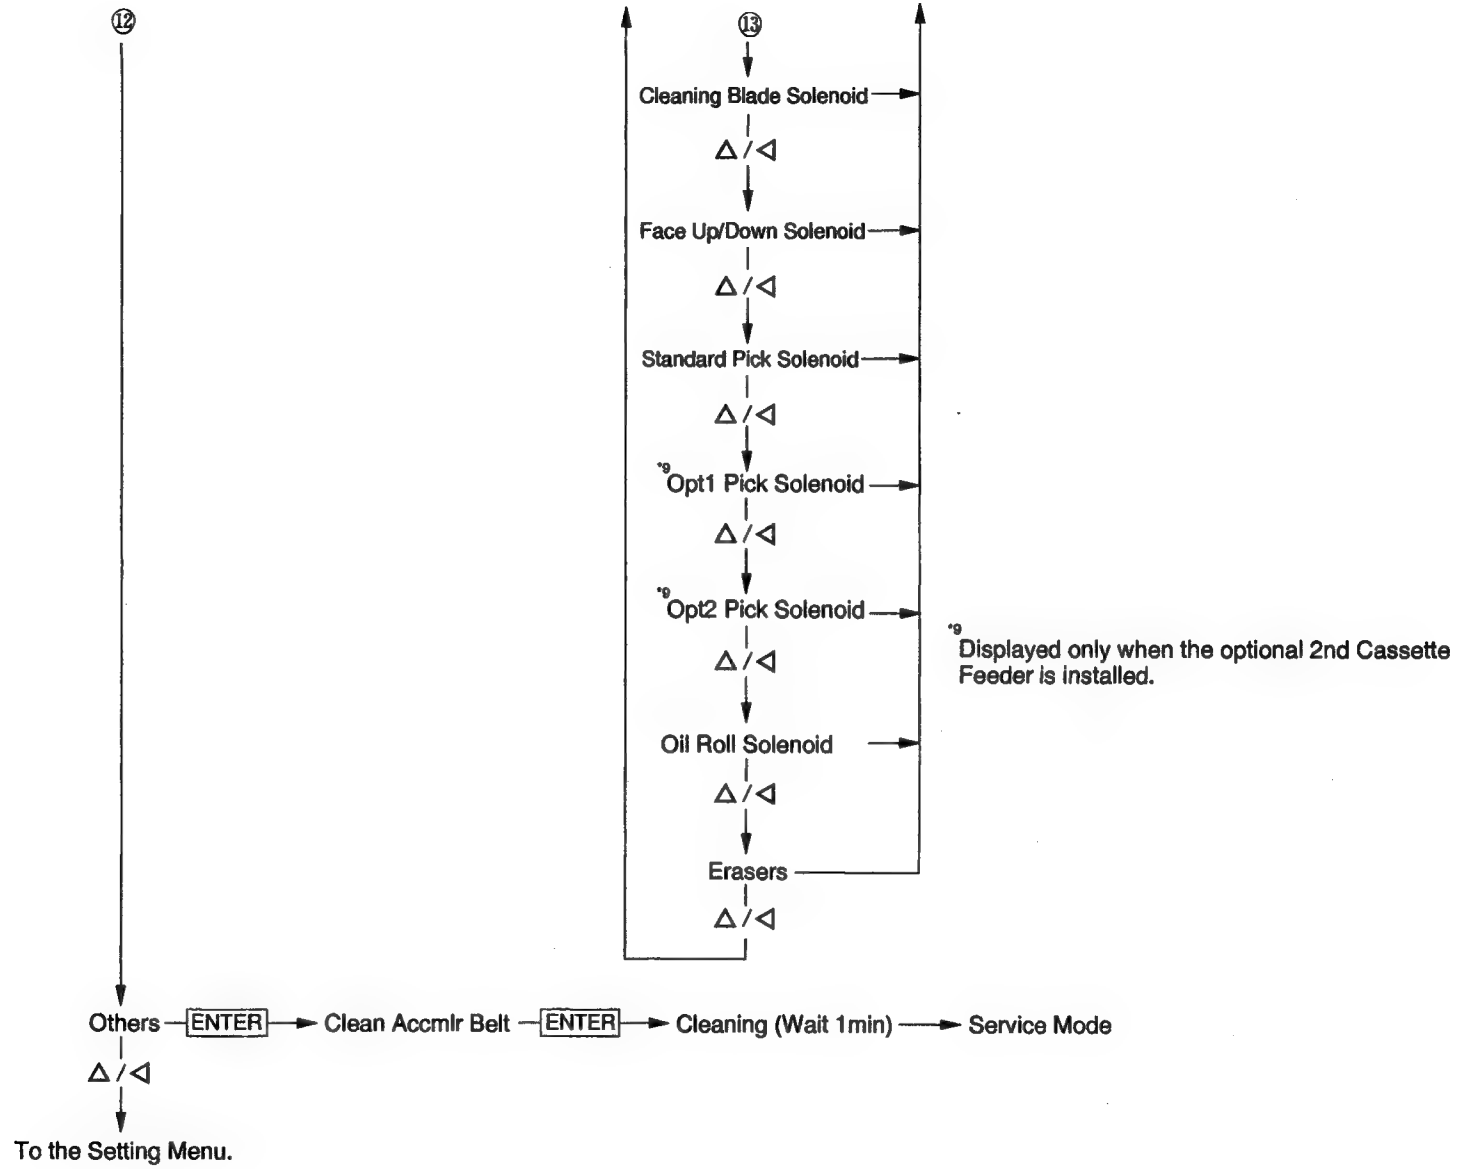 ⑫
⑬
Cleaning Blade Solenoid
△ / ◁
Face Up/Down Solenoid
△ / ◁
Standard Pick Solenoid
△ / ◁
*9 Opt1 Pick Solenoid
△ / ◁
*9 Opt2 Pick Solenoid
△ / ◁
*9 Displayed only when the optional 2nd Cassette
Feeder is installed.
Oil Roll Solenoid
△ / ◁
Erasers
△ / ◁
Others ENTER Clean Accmlr Belt ENTER Cleaning (Wait 1min) Service Mode
△ / ◁
To the Setting Menu.